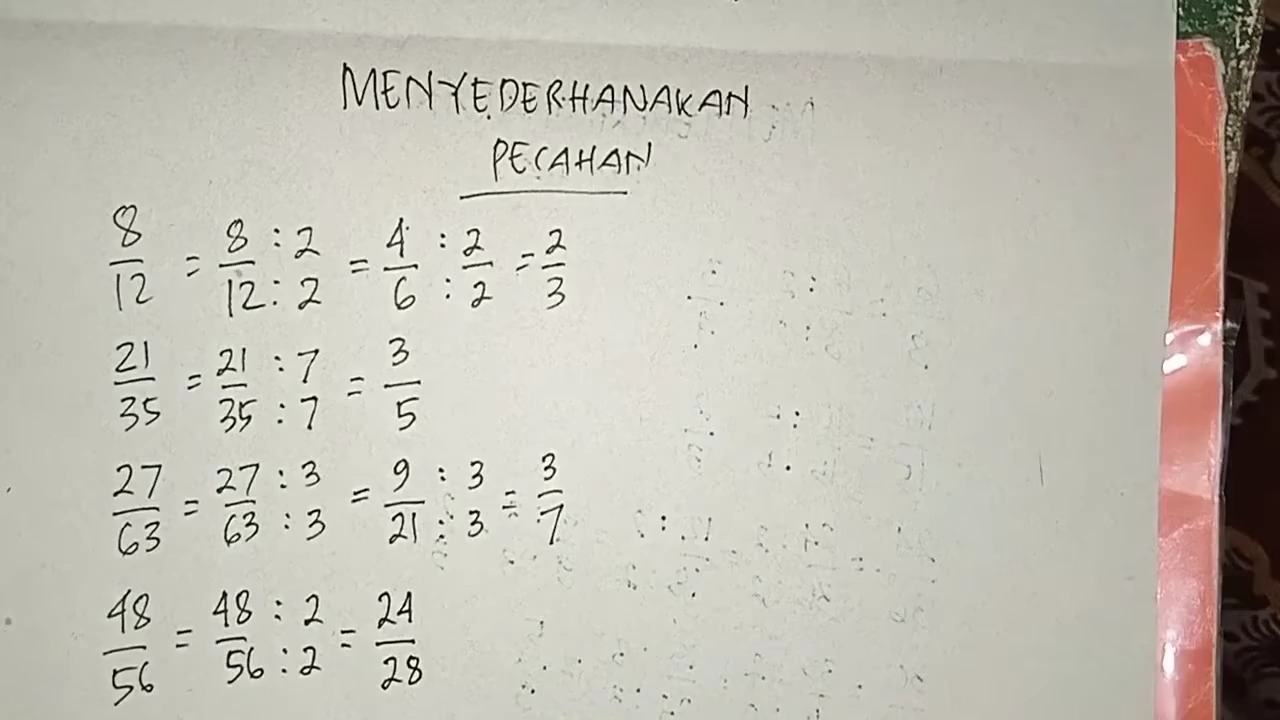 MENYEDERHANAKAN
PECAHAN
8/12 = 8 : 2 / 12 : 2 = 4 : 2 / 6 : 2 = 2/3
21/35 = 21 : 7 / 35 : 7 = 3/5
27/63 = 27 : 3 / 63 : 3 = 9 : 3 / 21 : 3 = 3/7
48/56 = 48 : 2 / 56 : 2 = 24/28